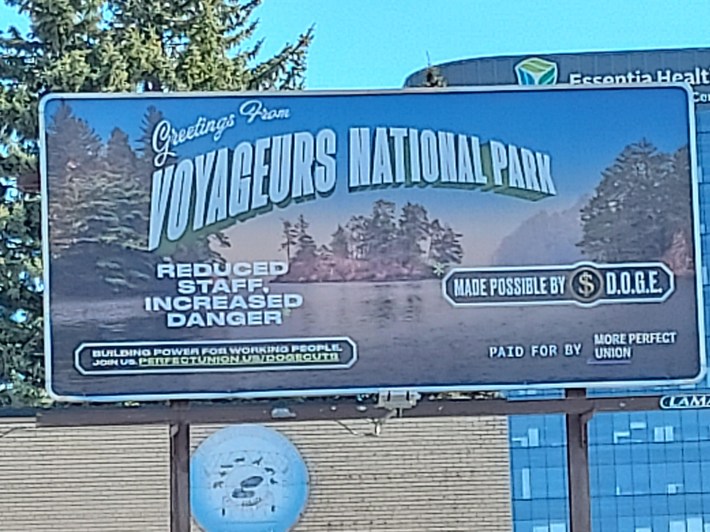 Essentia Healt
Greetings From
VOYAGEURS NATIONAL PARK
REDUCED
STAFF,
INCREASED
DANGER
MADE POSSIBLE BY $ D.O.G.E.
BUILDING POWER FOR WORKING PEOPLE.
JOIN US. PERFECTUNION.US/DOGECUTS
PAID FOR BY MORE PERFECT
UNION
LAMA